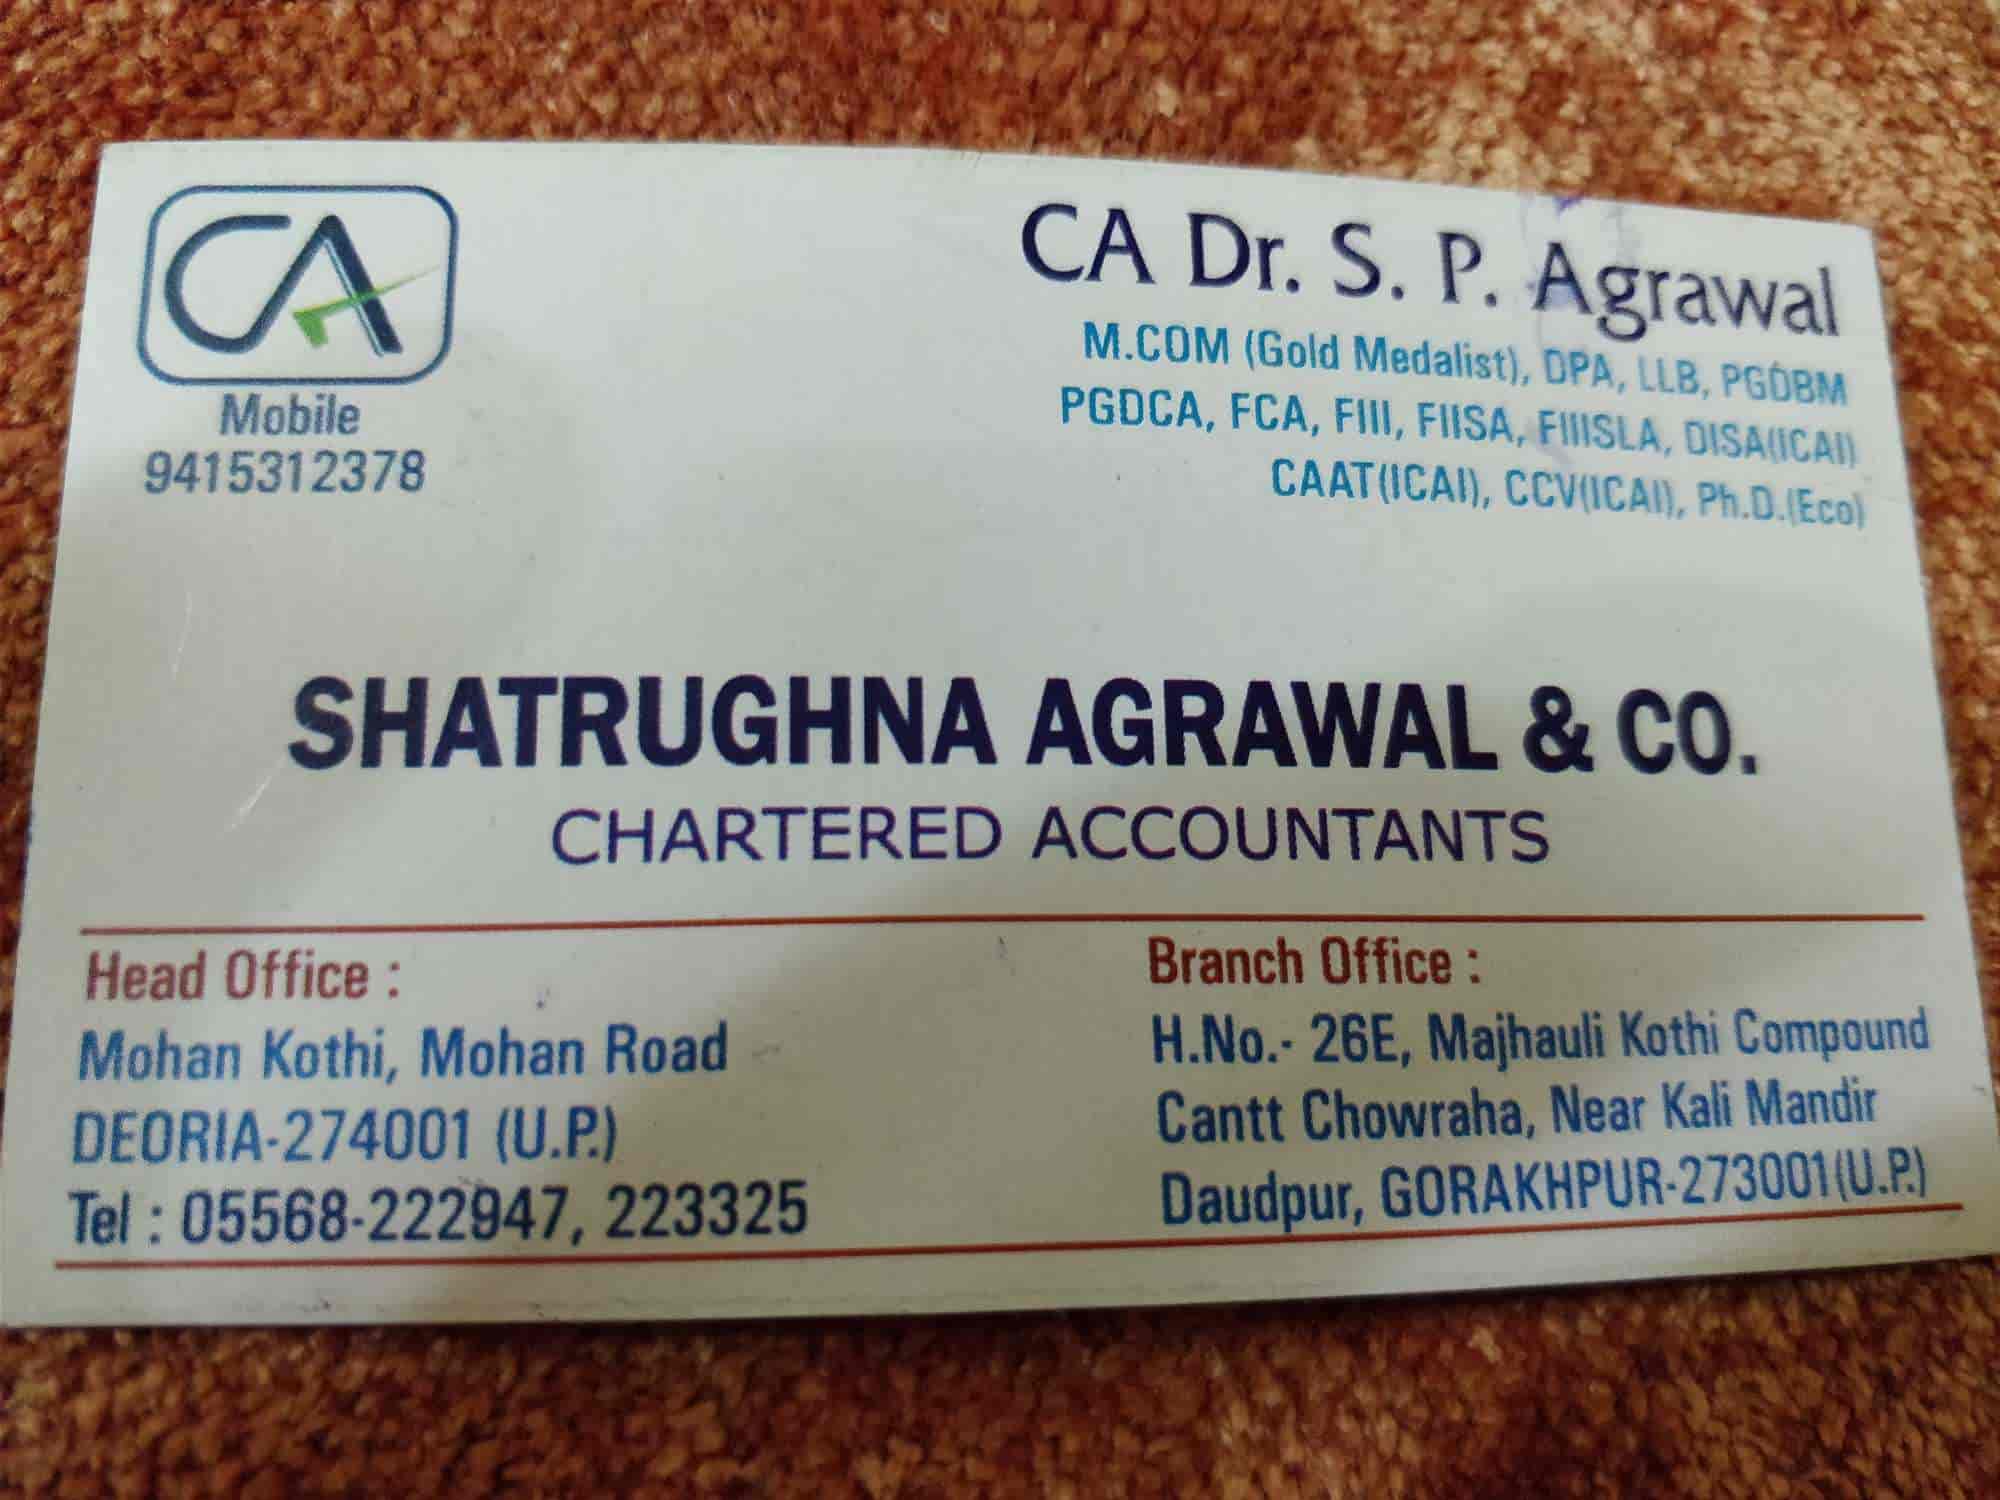 CA
Mobile
9415312378
CA Dr. S. P. Agrawal
M.COM (Gold Medalist), DPA, LLB, PGDBM
PGDCA, FCA, FIII, FIISA, FIIISLA, DISA(ICAI)
CAAT(ICAI), CCV(ICAI), Ph.D.(Eco)
SHATRUGHNA AGRAWAL & CO.
CHARTERED ACCOUNTANTS
Head Office :
Mohan Kothi, Mohan Road
DEORIA-274001 (U.P.)
Tel : 05568-222947, 223325
Branch Office :
H.No.- 26E, Majhauli Kothi Compound
Cantt Chowraha, Near Kali Mandir
Daudpur, GORAKHPUR-273001(U.P.)